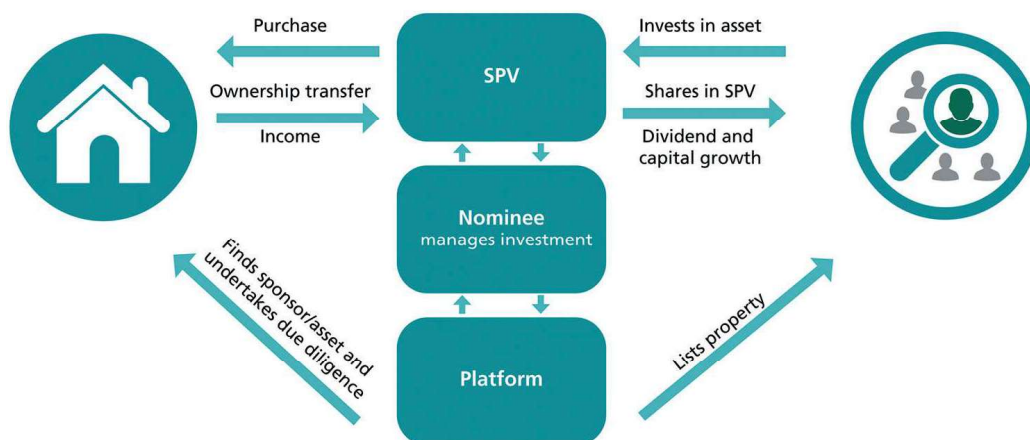 Purchase
SPV
Invests in asset
Ownership transfer
Income
Shares in SPV
Dividend and
capital growth
Nominee
manages investment
Finds sponsor/asset and
undertakes due diligence
Lists property
Platform